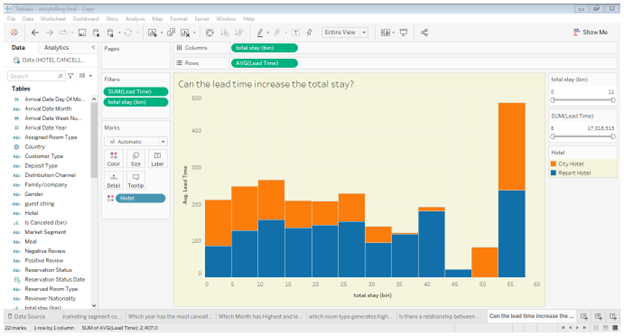 Tableau - storytelling final - Copy
File Data Worksheet Dashboard Story Analysis Map Format Server Window Help
Entire View
Show Me
Data Analytics
Data (HOTEL CANCELL...
Search
Tables
Arrival Date Day Of Mo...
Arrival Date Month
Arrival Date Week Nu...
Arrival Date Year
Assigned Room Type
Country
Customer Type
Deposit Type
Distribution Channel
Family/company
Gender
guest string
Hotel
Is Canceled (bin)
Market Segment
Meal
Negative Review
Positive Review
Reservation Status
Reservation Status Date
Reserved Room Type
Reviewer Nationality
total stay (bin)
Pages
Filters
SUM(Lead Time)
total stay (bin)
Marks
Automatic
Color Size Label
Detail Tooltip
Hotel
Columns total stay (bin)
Rows AVG(Lead Time)
Can the lead time increase the total stay?
Avg. Lead Time
500
400
300
200
100
0
0 5 10 15 20 25 30 35 40 45 50 55 60
total stay (bin)
total stay (bin)
0 11
SUM(Lead Time)
6 17,018,513
Hotel
City Hotel
Resort Hotel
Data Source marketing segment co... Which year has the most cancell... Which Month has Highest and le... which room type generates high... Is there a relationship between ... Can the lead time increase the ...
22 marks 1 row by 1 column SUM of AVG(Lead Time): 2,407.0